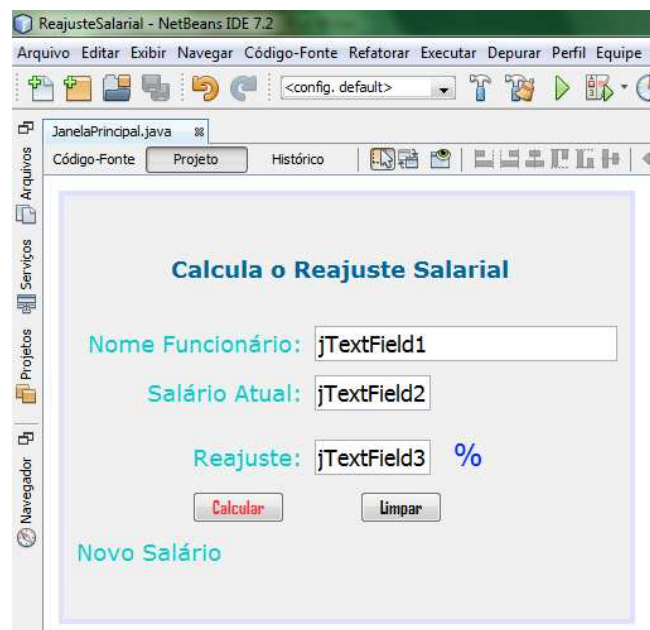 ReajusteSalarial - NetBeans IDE 7.2
Arquivo Editar Exibir Navegar Código-Fonte Refatorar Executar Depurar Perfil Equipe
<config. default>
JanelaPrincipal.java
Código-Fonte Projeto Histórico
Arquivos
Serviços
Projetos
Navegador
Calcula o Reajuste Salarial
Nome Funcionário: jTextField1
Salário Atual: jTextField2
Reajuste: jTextField3 %
Calcular Limpar
Novo Salário